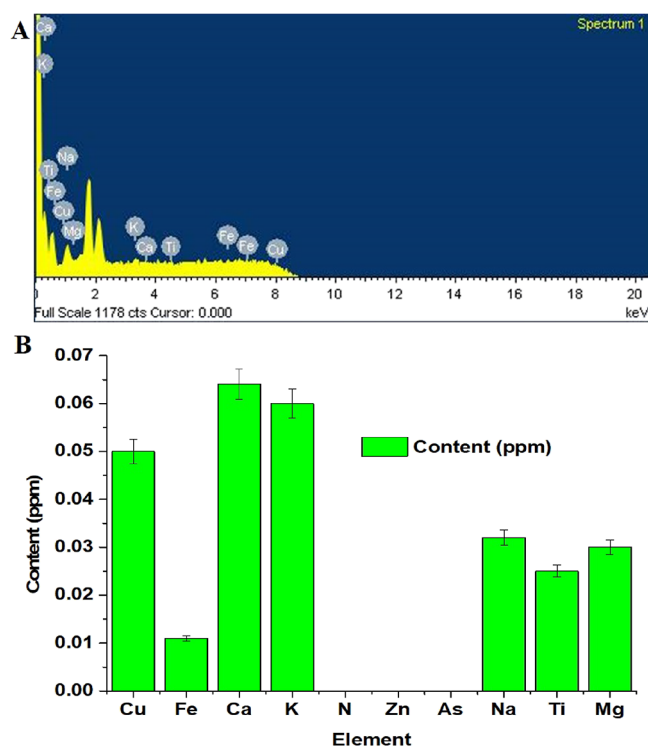 A
Spectrum 1
Ca
K
Na
Ti
Fe
Cu
Mg
K
Ca
Ti
Fe
Fe
Cu
0 2 4 6 8 10 12 14 16 18 20
Full Scale 1178 cts Cursor: 0.000 keV
B
0.07
0.06
0.05
0.04
0.03
0.02
0.01
0.00
Content (ppm)
Content (ppm)
Cu Fe Ca K N Zn As Na Ti Mg
Element